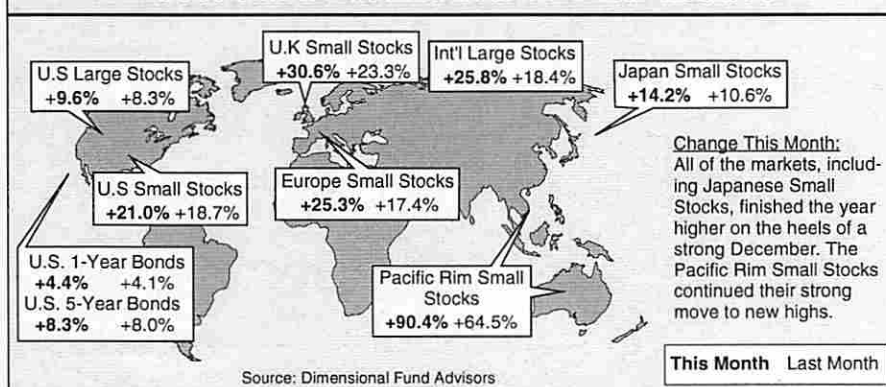 U.K Small Stocks
+30.6% +23.3%
Int'l Large Stocks
+25.8% +18.4%
U.S Large Stocks
+9.6% +8.3%
Japan Small Stocks
+14.2% +10.6%
U.S Small Stocks
+21.0% +18.7%
Europe Small Stocks
+25.3% +17.4%
U.S. 1-Year Bonds
+4.4% +4.1%
U.S. 5-Year Bonds
+8.3% +8.0%
Pacific Rim Small
Stocks
+90.4% +64.5%
Change This Month:
All of the markets, includ-
ing Japanese Small
Stocks, finished the year
higher on the heels of a
strong December. The
Pacific Rim Small Stocks
continued their strong
move to new highs.
This Month Last Month
Source: Dimensional Fund Advisors